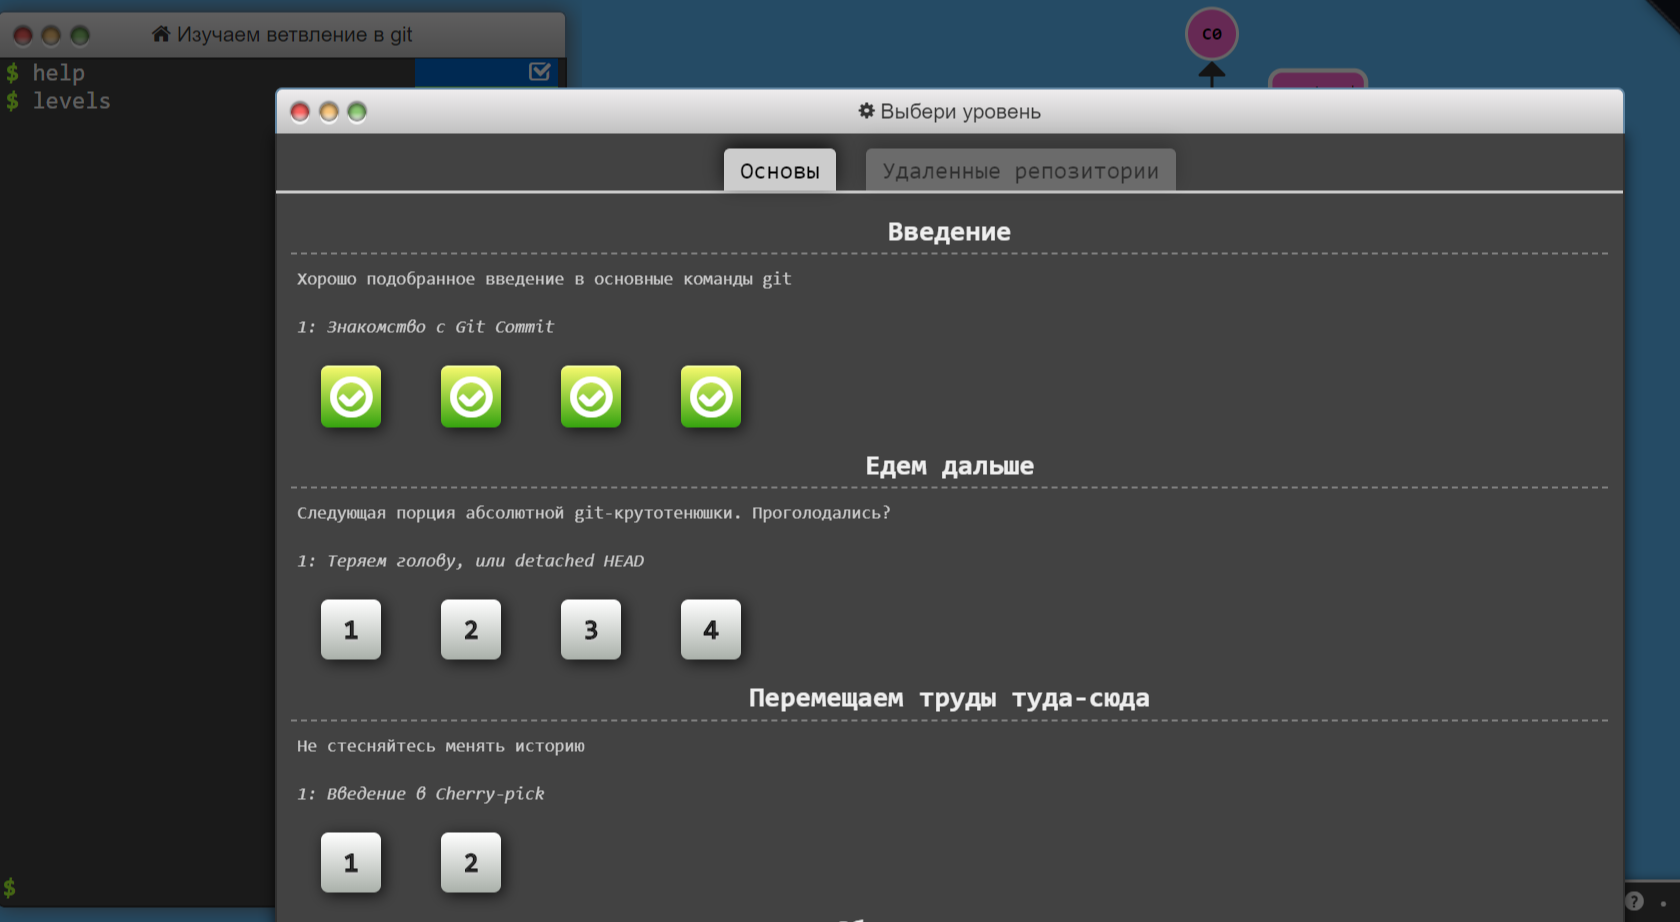 Изучаем ветвление в git
$ help
$ levels
C0
Выбери уровень
Основы
Удаленные репозитории
Введение
Хорошо подобранное введение в основные команды git
1: Знакомство с Git Commit
Едем дальше
Следующая порция абсолютной git-крутотенюшки. Проголодались?
1: Теряем голову, или detached HEAD
1 2 3 4
Перемещаем труды туда-сюда
Не стесняйтесь менять историю
1: Введение в Cherry-pick
1 2
$
?